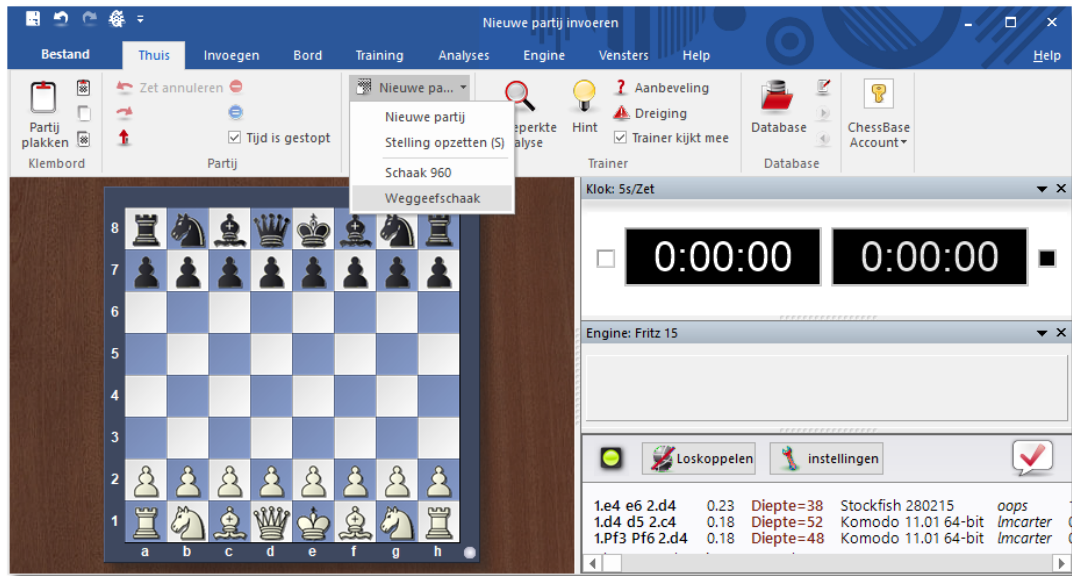 Nieuwe partij invoeren
Bestand Thuis Invoegen Bord Training Analyses Engine Vensters Help Help
Partij plakken
Klembord
Zet annuleren
Tijd is gestopt
Partij
Nieuwe pa...
Nieuwe partij
Stelling opzetten (S)
Schaak 960
Weggeefschaak
eperkte
alyse
Hint
Aanbeveling
Dreiging
Trainer kijkt mee
Trainer
Database
Database
ChessBase
Account
Klok: 5s/Zet
0:00:00 0:00:00
Engine: Fritz 15
Loskoppelen instellingen
1.e4 e6 2.d4 0.23 Diepte=38 Stockfish 280215 oops
1.d4 d5 2.c4 0.18 Diepte=52 Komodo 11.01 64-bit lmcarter
1.Pf3 Pf6 2.d4 0.18 Diepte=48 Komodo 11.01 64-bit lmcarter
8
7
6
5
4
3
2
1
a b c d e f g h